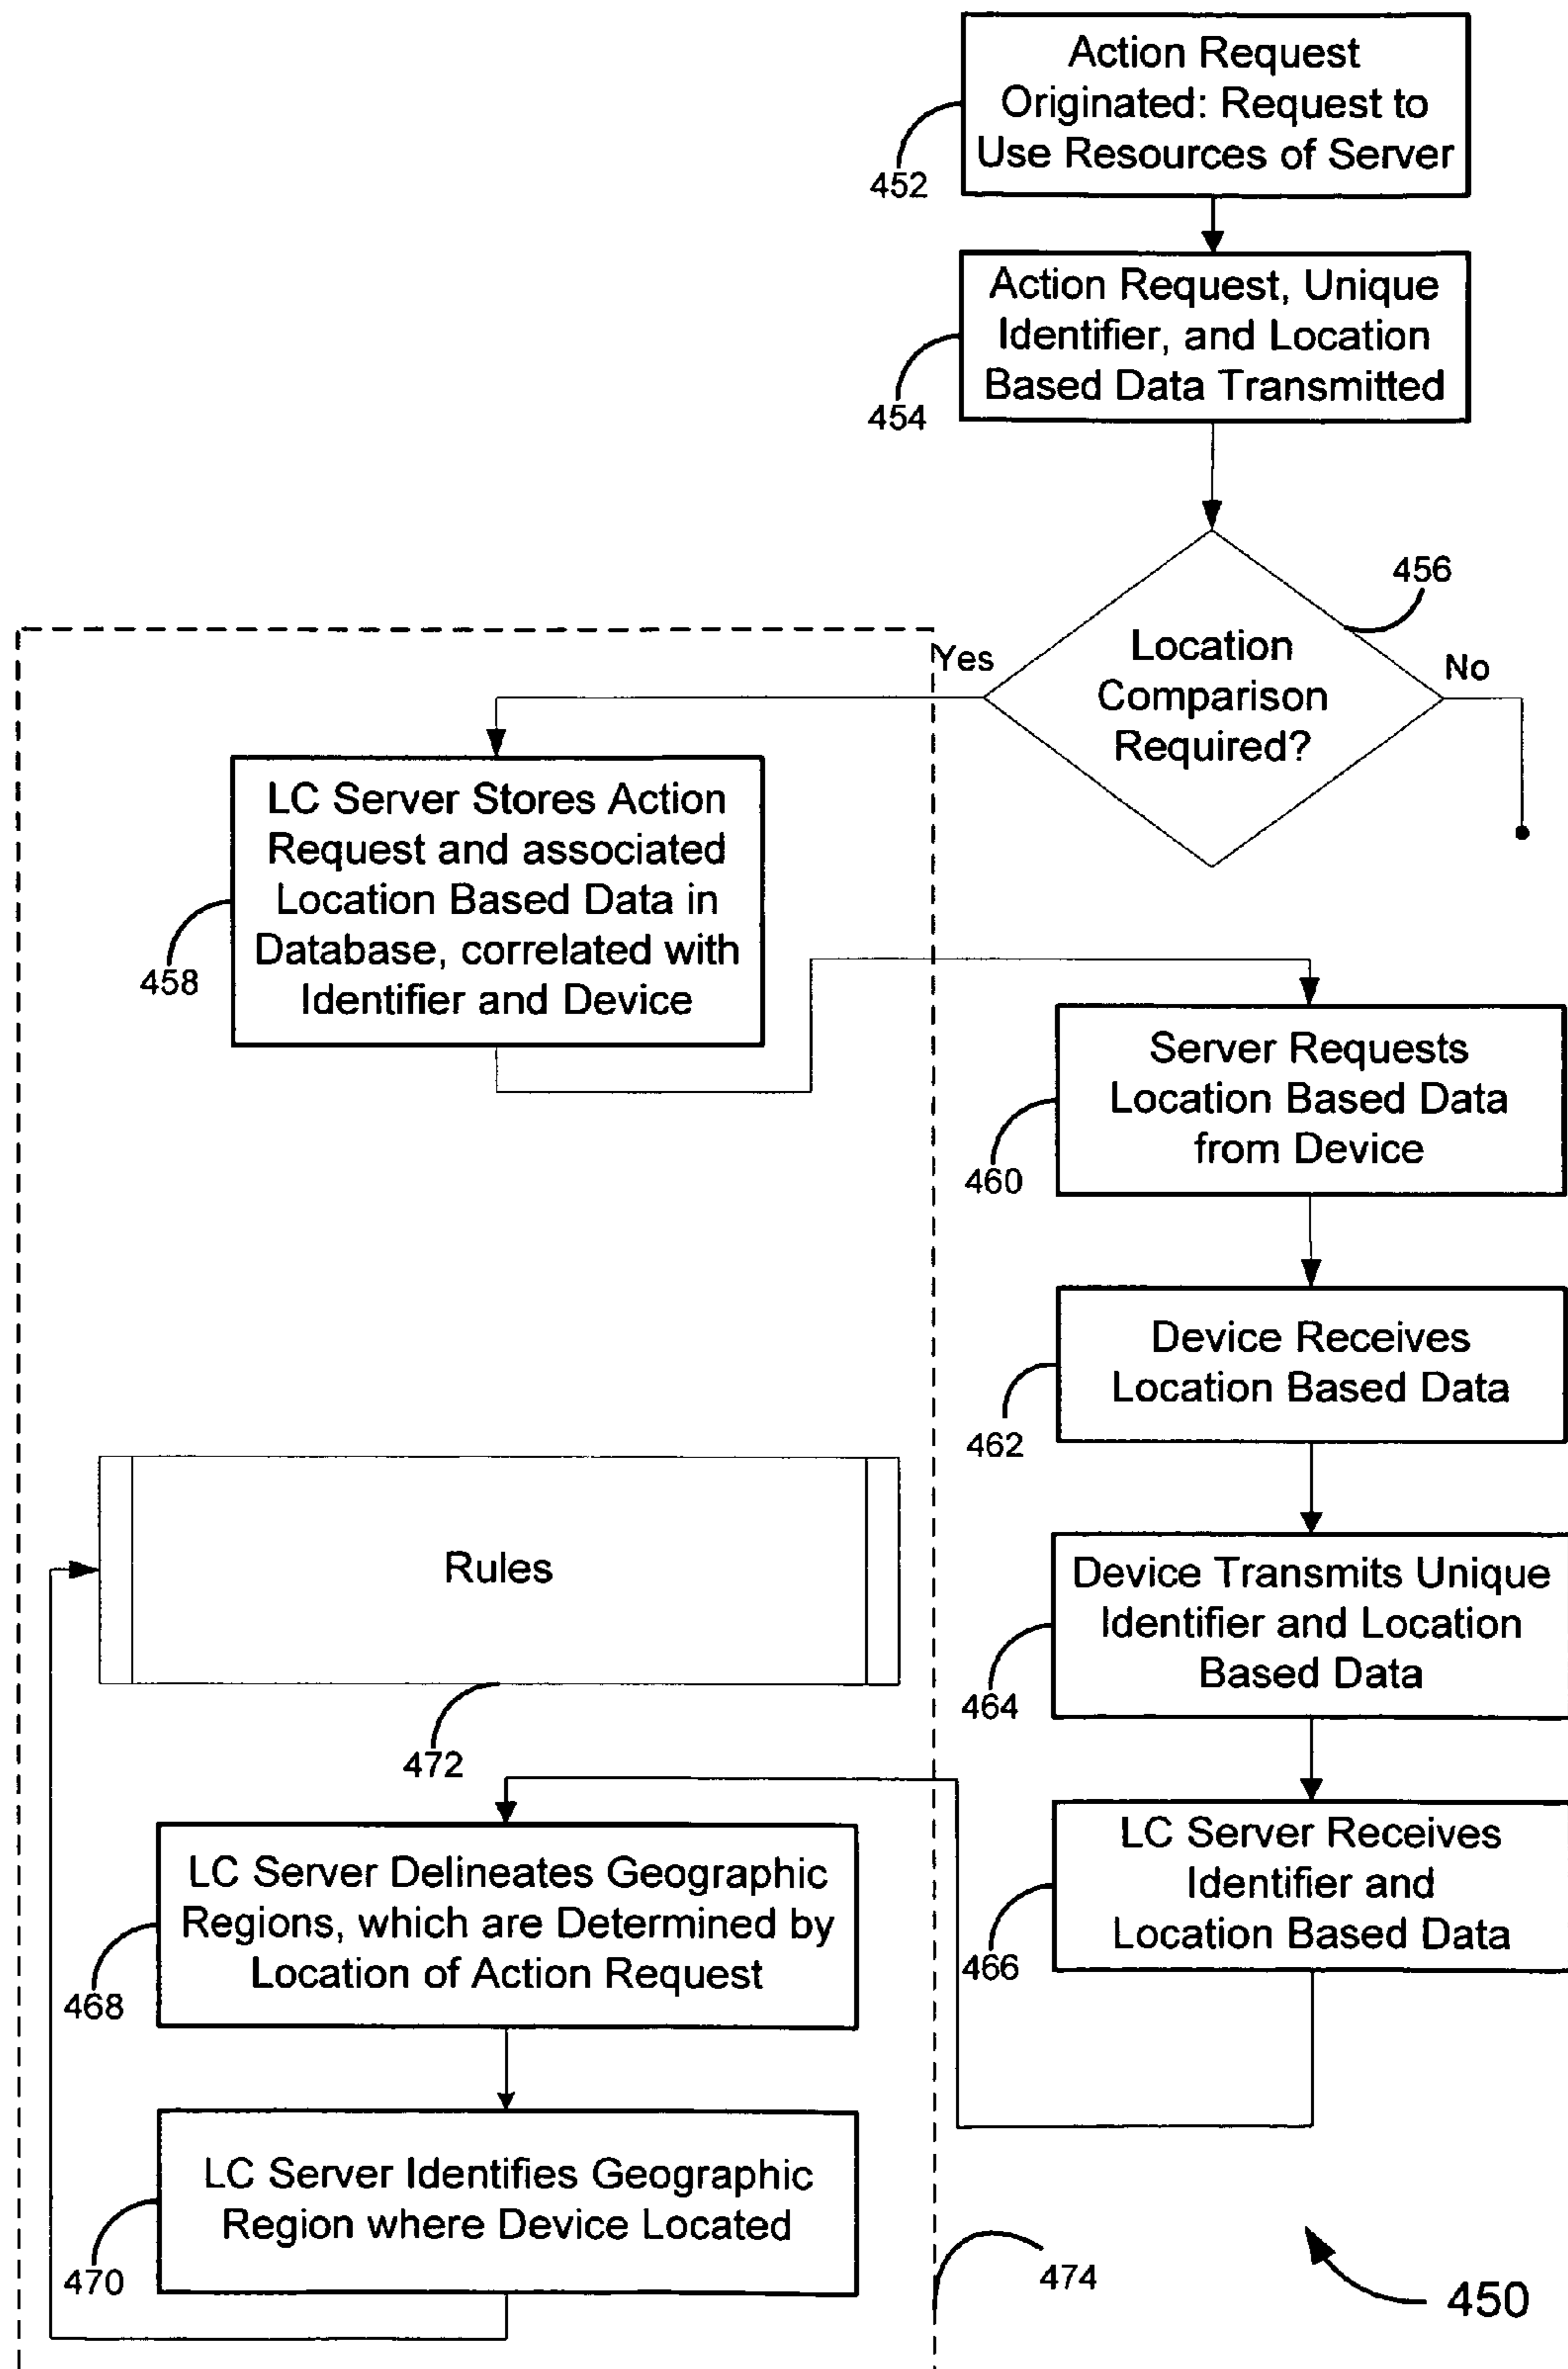 Action Request
Originated: Request to
Use Resources of Server
452
Action Request, Unique
Identifier, and Location
Based Data Transmitted
454
456
Location
Comparison
Required?
Yes
No
LC Server Stores Action
Request and associated
Location Based Data in
Database, correlated with
Identifier and Device
458
Server Requests
Location Based Data
from Device
460
Device Receives
Location Based Data
462
Device Transmits Unique
Identifier and Location
Based Data
464
LC Server Receives
Identifier and
Location Based Data
466
Rules
472
LC Server Delineates Geographic
Regions, which are Determined by
Location of Action Request
468
LC Server Identifies Geographic
Region where Device Located
470
474
450